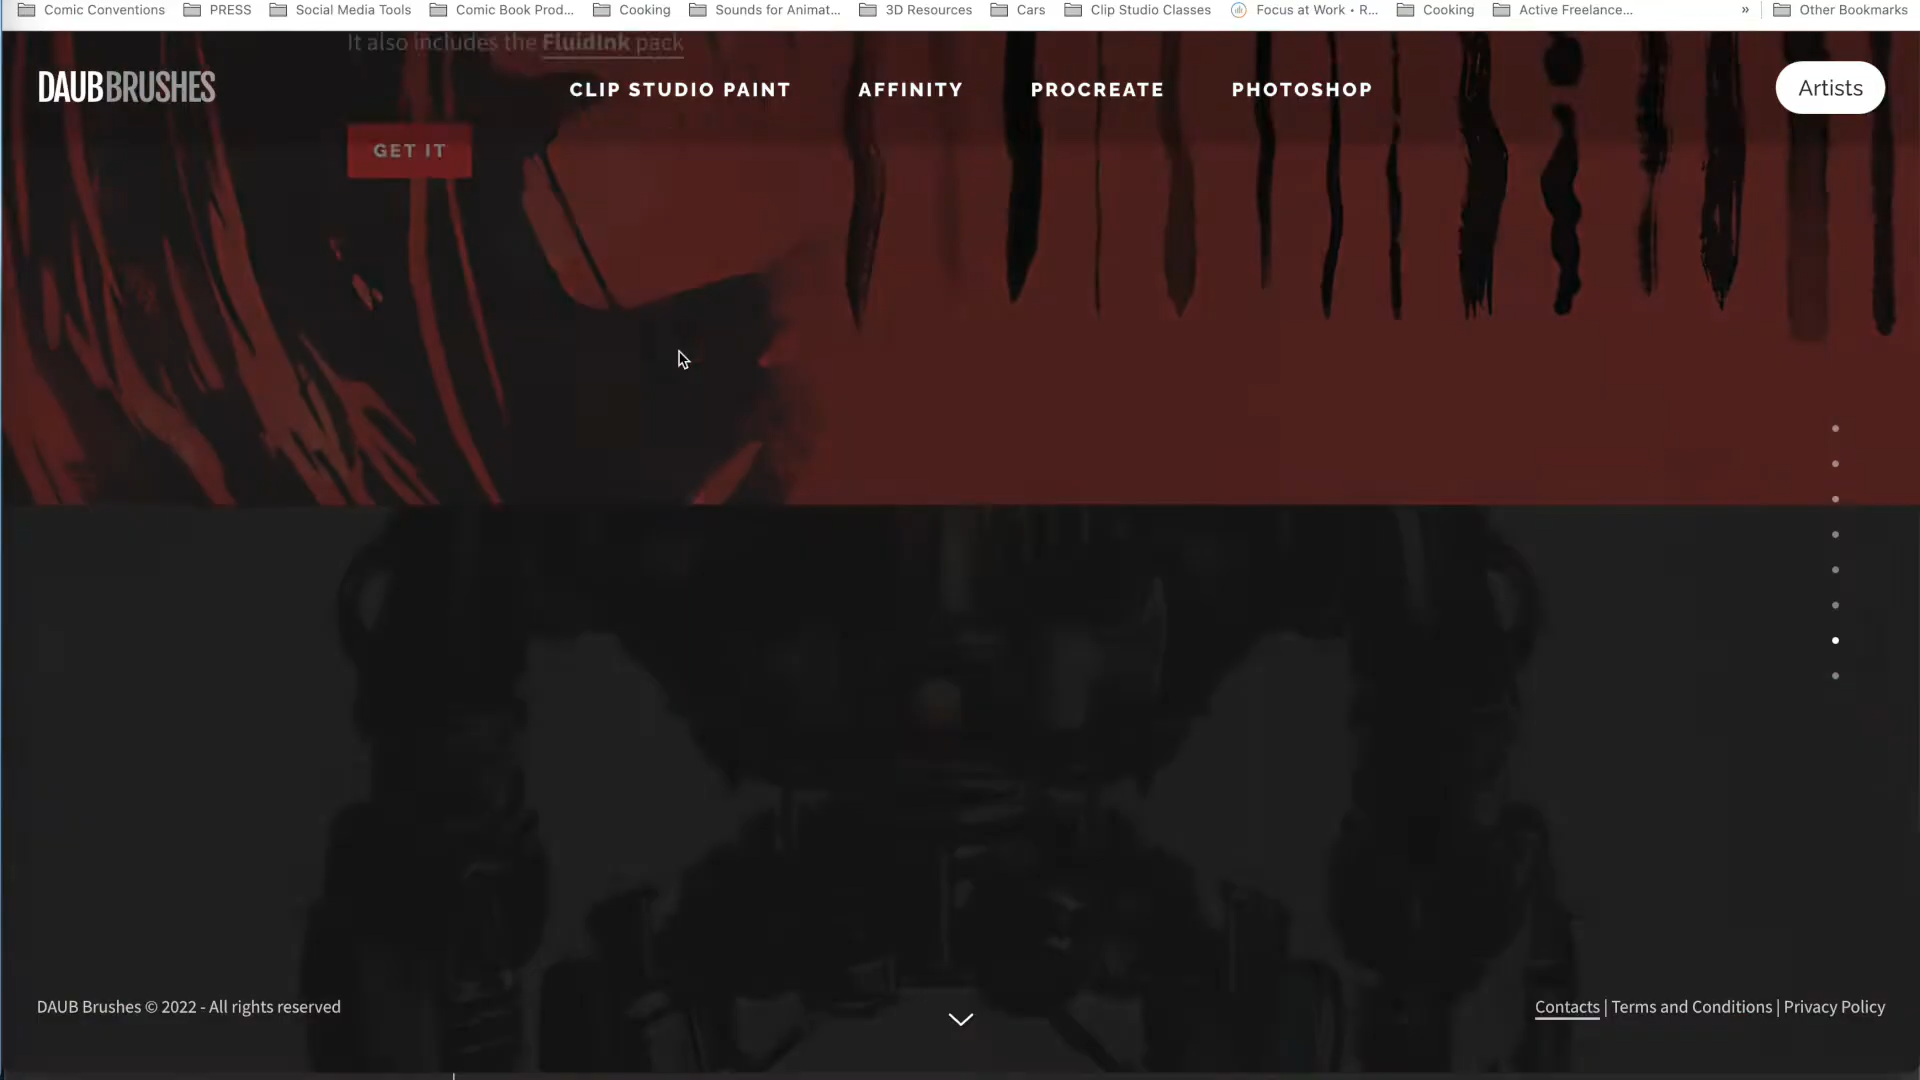 Comic Conventions PRESS Social Media Tools Comic Book Prod... Cooking Sounds for Animat... 3D Resources Cars Clip Studio Classes Focus at Work • R... Cooking Active Freelance... » Other Bookmarks
It also includes the FluidInk pack
DAUBBRUSHES CLIP STUDIO PAINT AFFINITY PROCREATE PHOTOSHOP Artists
GET IT
DAUB Brushes © 2022 - All rights reserved Contacts | Terms and Conditions | Privacy Policy